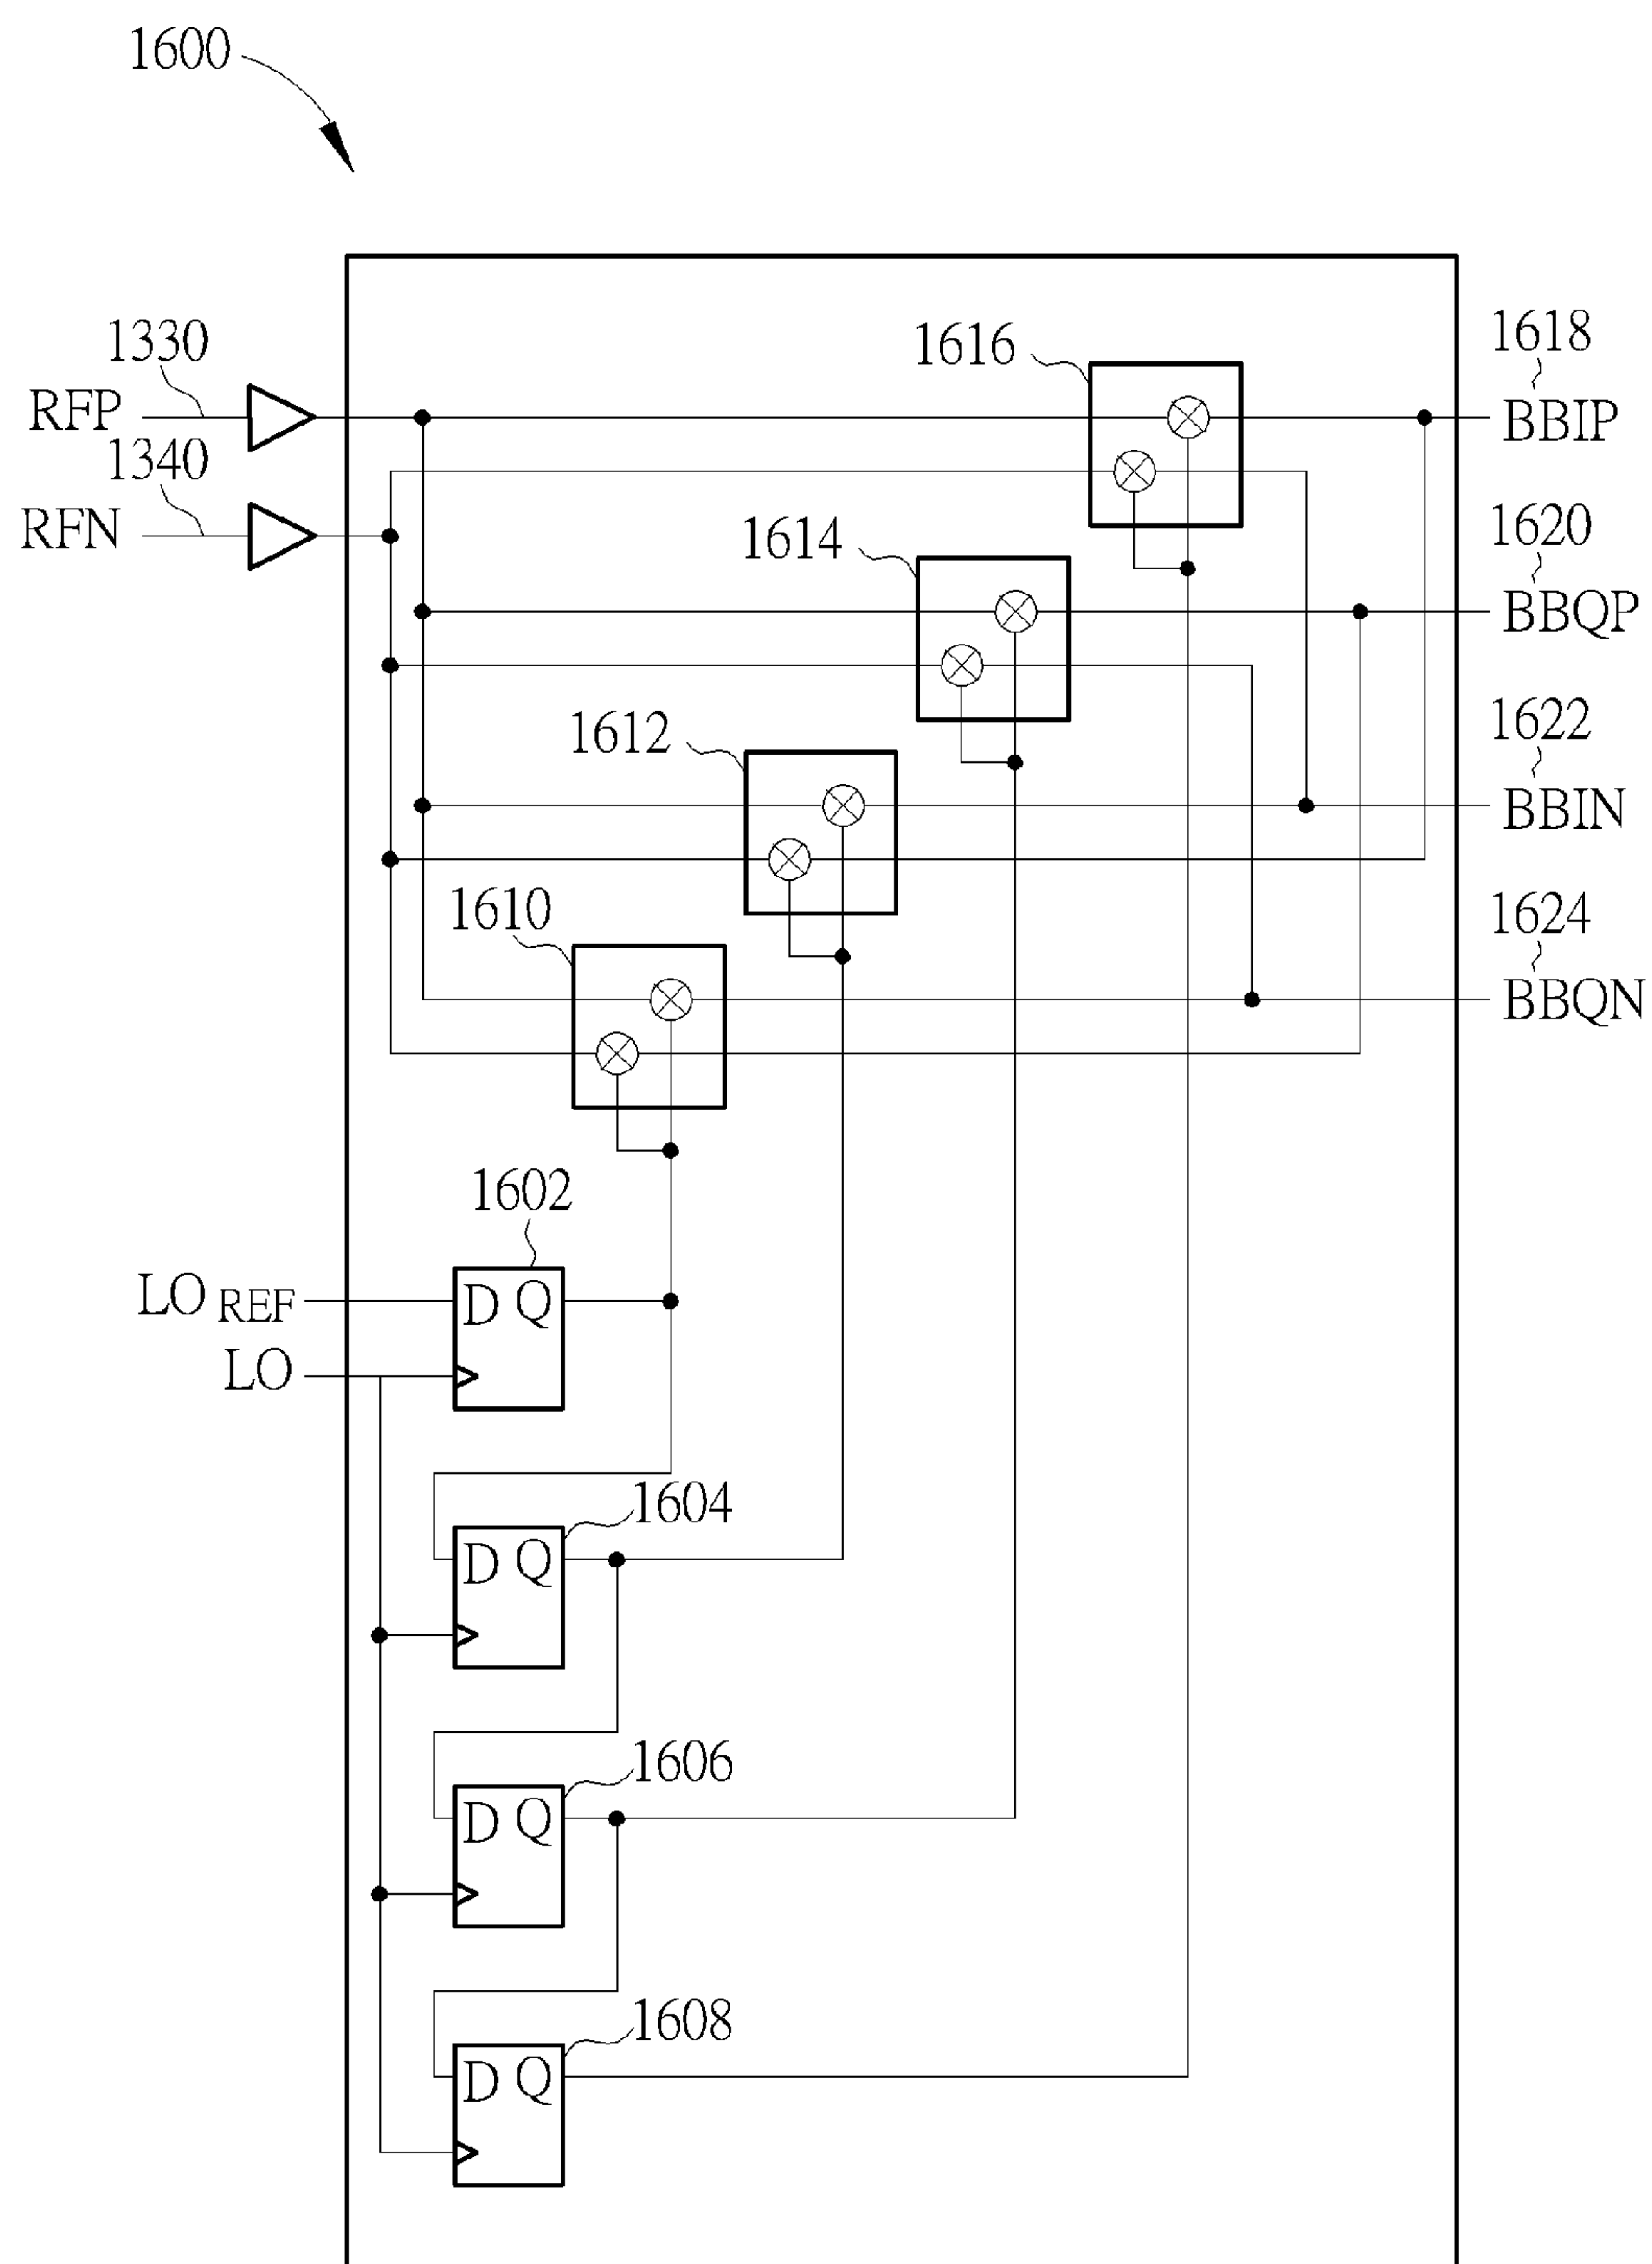 1600
1330
1616
1618
RFP
BBIP
1340
RFN
1614
1620
BBQP
1612
1622
BBIN
1610
1624
BBQN
1602
LO REF
D Q
LO
1604
D Q
1606
D Q
1608
D Q